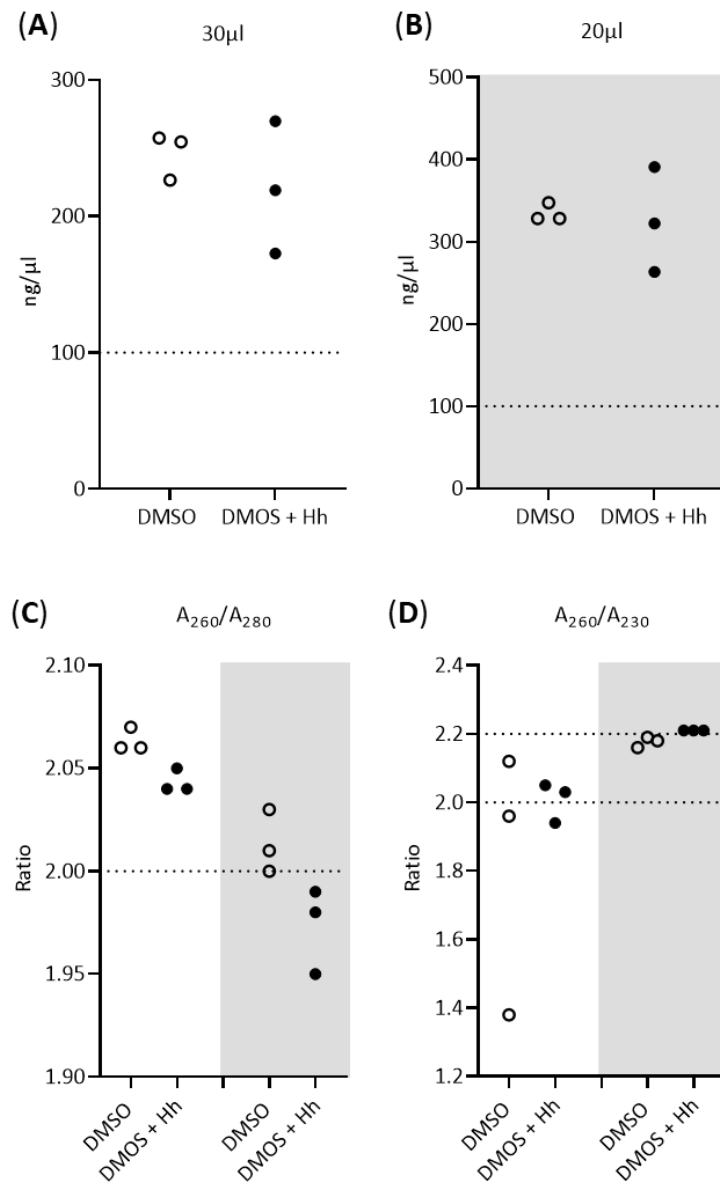 (A)
30µl
300
200
100
0
ng/µl
DMSO
DMOS + Hh
(B)
20µl
500
400
300
200
100
0
ng/µl
DMSO
DMOS + Hh
(C)
A260/A280
2.10
2.05
2.00
1.95
1.90
Ratio
DMSO
DMOS + Hh
DMSO
DMOS + Hh
(D)
A260/A230
2.4
2.2
2.0
1.8
1.6
1.4
1.2
Ratio
DMSO
DMOS + Hh
DMSO
DMOS + Hh